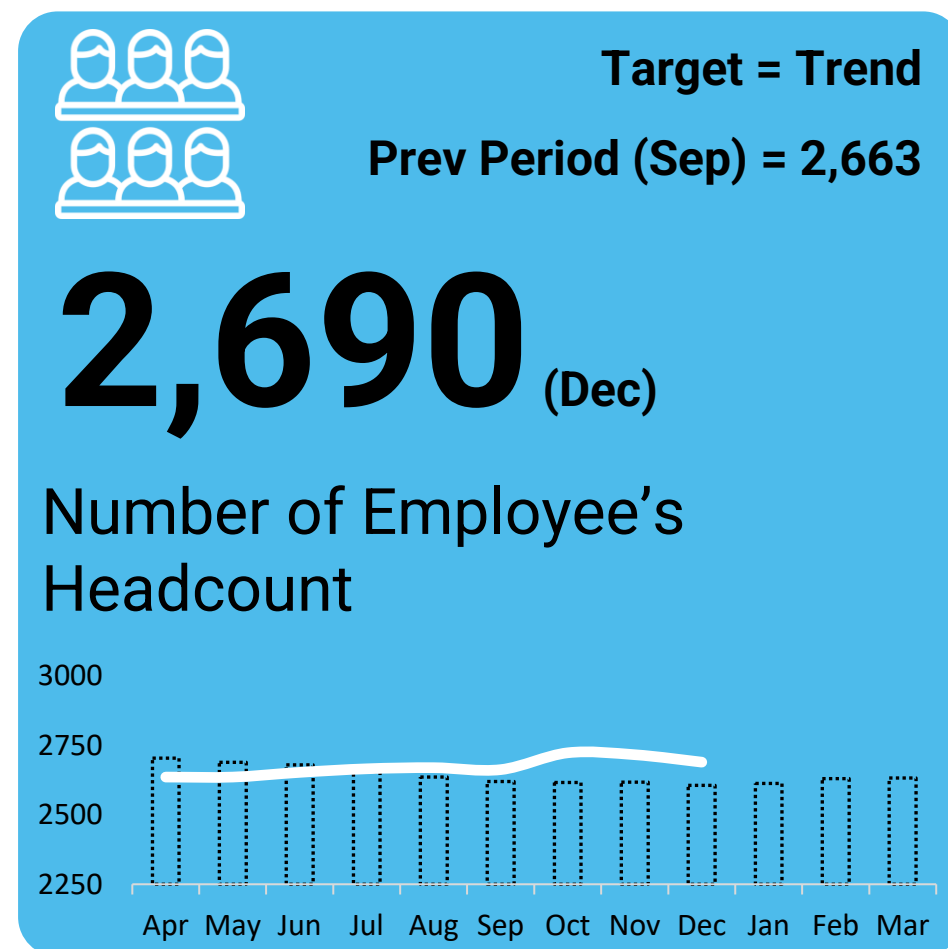 Target = Trend
Prev Period (Sep) = 2,663
2,690 (Dec)
Number of Employee’s
Headcount
3000
2750
2500
2250
Apr May Jun Jul Aug Sep Oct Nov Dec Jan Feb Mar